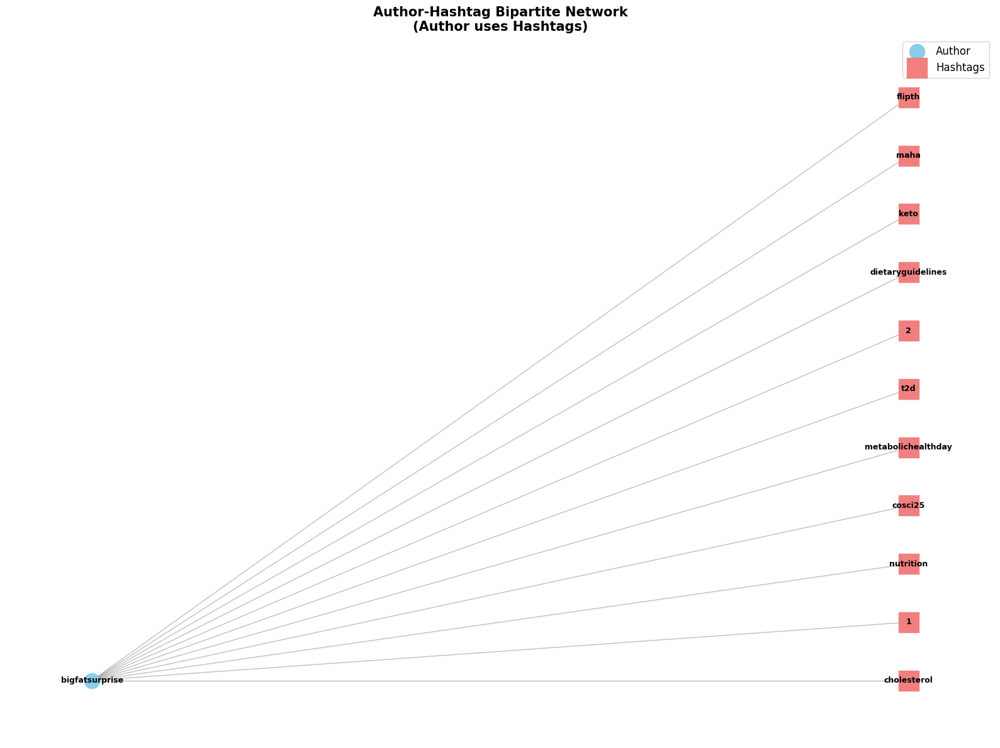 Author-Hashtag Bipartite Network
(Author uses Hashtags)
Author
Hashtags
flipth
maha
keto
dietaryguidelines
2
t2d
metabolichealthday
cosci25
nutrition
1
bigfatsurprise
cholesterol